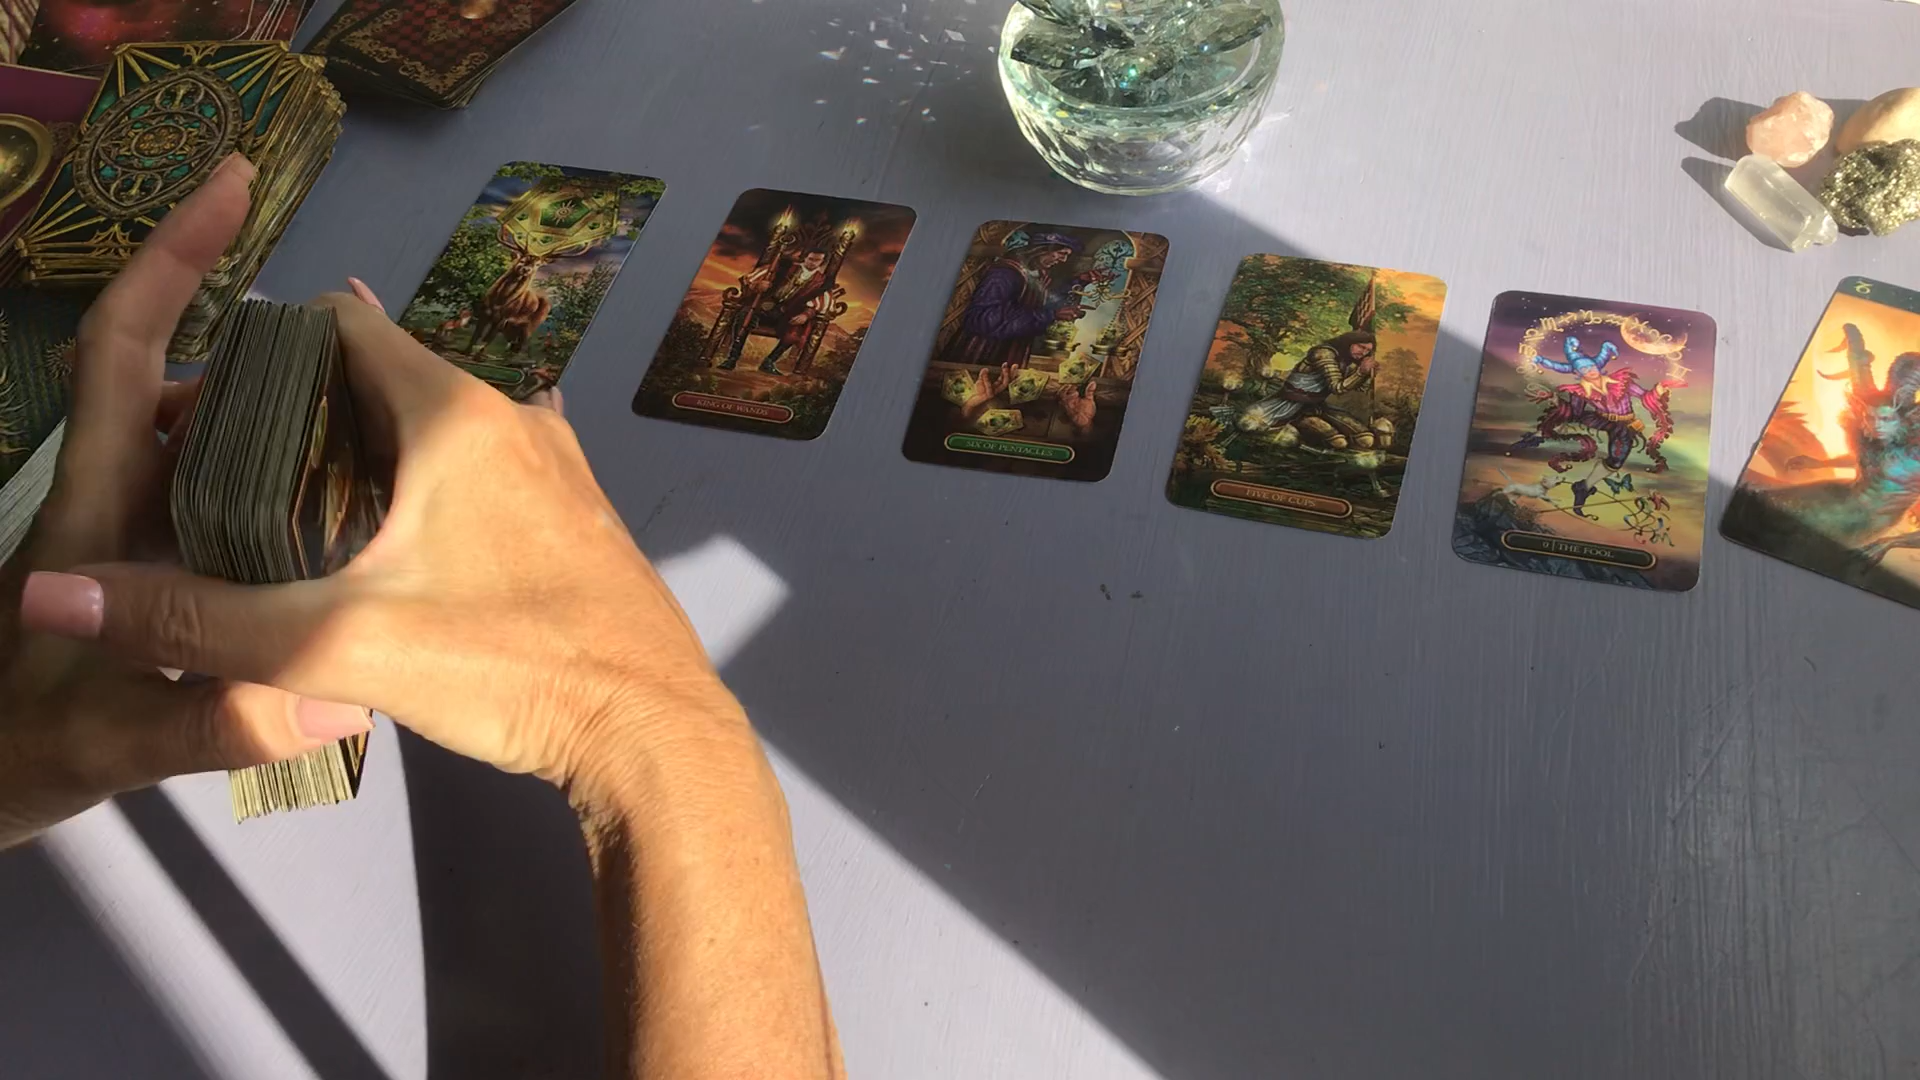 KING OF WANDS
SIX OF PENTACLES
FIVE OF CUPS
0 | THE FOOL